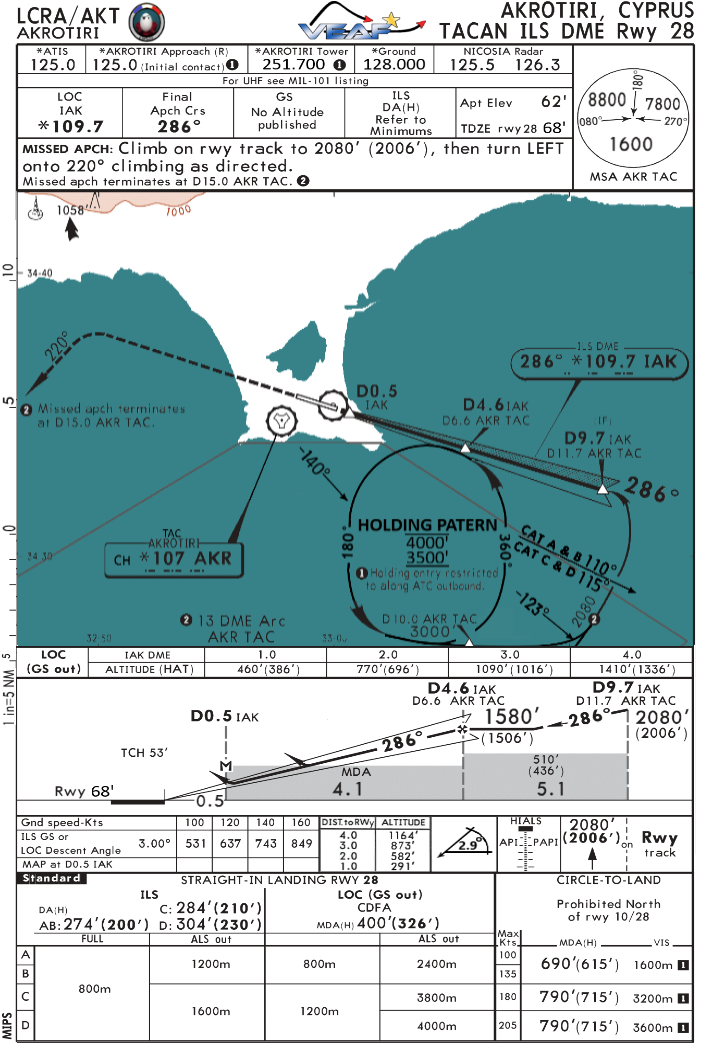 LCRA/AKT
AKROTIRI
VEAF
AKROTIRI, CYPRUS
TACAN ILS DME Rwy 28
*ATIS
125.0
*AKROTIRI Approach (R)
125.0 (Initial contact) 1
*AKROTIRI Tower
251.700 1
*Ground
128.000
NICOSIA Radar
125.5 126.3
For UHF see MIL-101 listing
LOC
IAK
*109.7
Final
Apch Crs
286°
GS
No Altitude
published
ILS
DA(H)
Refer to
Minimums
Apt Elev 62'
TDZE rwy 28 68'
MISSED APCH: Climb on rwy track to 2080' (2006'), then turn LEFT
onto 220° climbing as directed.
Missed apch terminates at D15.0 AKR TAC. 2
8800
180°
7800
080°
270°
1600
MSA AKR TAC
1058'
1000
10
34-40
220°
2 Missed apch terminates
at D15.0 AKR TAC.
ILS DME
286° *109.7 IAK
D0.5
IAK
D4.6 IAK
D6.6 AKR TAC
(IF)
D9.7 IAK
D11.7 AKR TAC
286°
5
-140°
TAC
AKROTIRI
CH *107 AKR
HOLDING PATERN
4000'
3500'
180°
360°
1 Holding entry restricted
to along ATC outbound.
CAT A & B 110°
CAT C & D 115°
-123°
2080
2
0
34-30
D10.0 AKR TAC
3000'
2 13 DME Arc
AKR TAC
32-50
33-00
1 in=5 NM 5
LOC
(GS out)
IAK DME 1.0 2.0 3.0 4.0
ALTITUDE (HAT) 460'(386') 770'(696') 1090'(1016') 1410'(1336')
D0.5 IAK
D4.6 IAK
D6.6 AKR TAC
D9.7 IAK
D11.7 AKR TAC
1580'
(1506')
286°
2080'
(2006')
286°
TCH 53'
M
MDA
510'
(436')
Rwy 68'
0.5
4.1
5.1
Gnd speed-Kts 100 120 140 160
ILS GS or
LOC Descent Angle 3.00° 531 637 743 849
MAP at D0.5 IAK
DIST.toRWy ALTITUDE
4.0 1164'
3.0 873'
2.0 582'
1.0 291'
2.9°
HIALS
API PAPI
2080'
(2006')
on
Rwy
track
Standard
STRAIGHT-IN LANDING RWY 28
CIRCLE-TO-LAND
ILS
DA(H) C: 284'(210')
AB: 274'(200') D: 304'(230')
LOC (GS out)
CDFA
MDA(H) 400'(326')
Prohibited North
of rwy 10/28
FULL
ALS out
ALS out
Max
Kts
MDA(H) VIS
A
B
C
D
800m
1200m
1600m
800m
1200m
2400m
3800m
4000m
100
135
690'(615') 1600m 1
180 790'(715') 3200m 1
205 790'(715') 3600m 1
MIPS